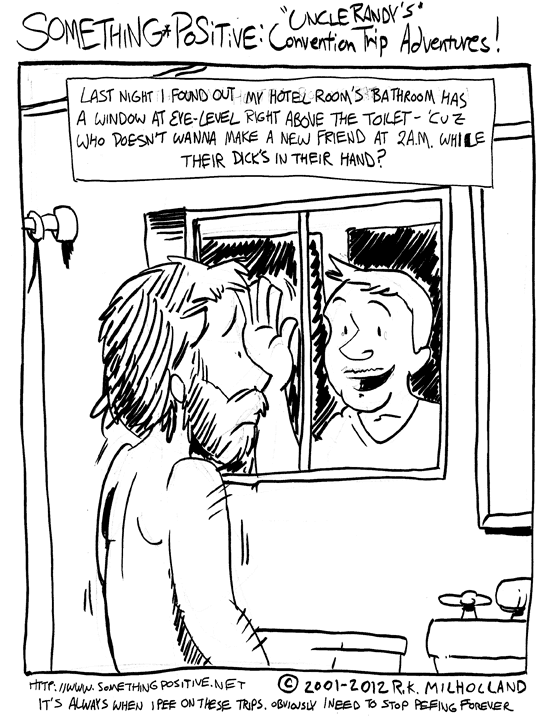 SOMETHING*POSITIVE: "UNCLE RANDY'S"
Convention Trip Adventures!
LAST NIGHT I FOUND OUT MY HOTEL ROOM'S BATHROOM HAS
A WINDOW AT EYE-LEVEL RIGHT ABOVE THE TOILET - 'CUZ
WHO DOESN'T WANNA MAKE A NEW FRIEND AT 2A.M. WHILE
THEIR DICK'S IN THEIR HAND?
HTTP://WWW.SOMETHINGPOSITIVE.NET © 2001-2012 R.K. MILHOLLAND
IT'S ALWAYS WHEN I PEE ON THESE TRIPS. OBVIOUSLY I NEED TO STOP PEEING FOREVER